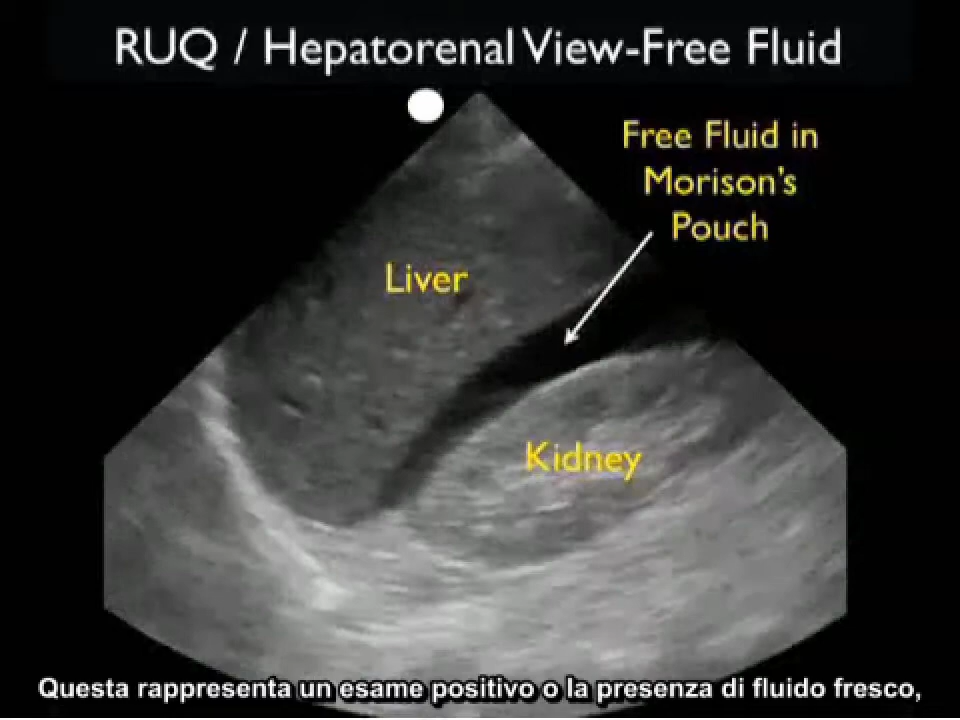 RUQ / Hepatorenal View-Free Fluid
Free Fluid in
Morison's
Pouch
Liver
Kidney
Questa rappresenta un esame positivo o la presenza di fluido fresco,